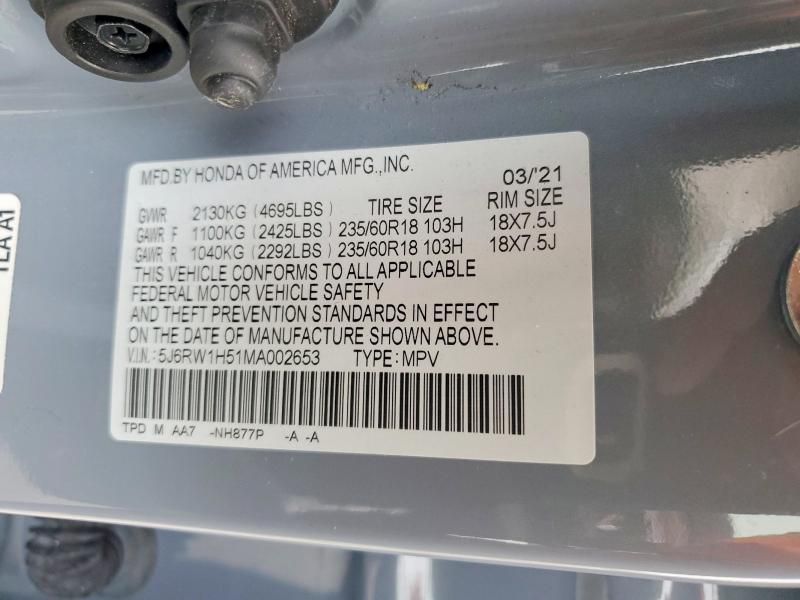 MFD.BY HONDA OF AMERICA MFG.,INC. 03/'21
GVWR 2130KG (4695LBS) TIRE SIZE RIM SIZE
GAWR F 1100KG (2425LBS) 235/60R18 103H 18X7.5J
GAWR R 1040KG (2292LBS) 235/60R18 103H 18X7.5J
THIS VEHICLE CONFORMS TO ALL APPLICABLE
FEDERAL MOTOR VEHICLE SAFETY
AND THEFT PREVENTION STANDARDS IN EFFECT
ON THE DATE OF MANUFACTURE SHOWN ABOVE.
V.I.N.:5J6RW1H51MA002653 TYPE:MPV
TPD M AA7 -NH877P -A -A
TLA A1